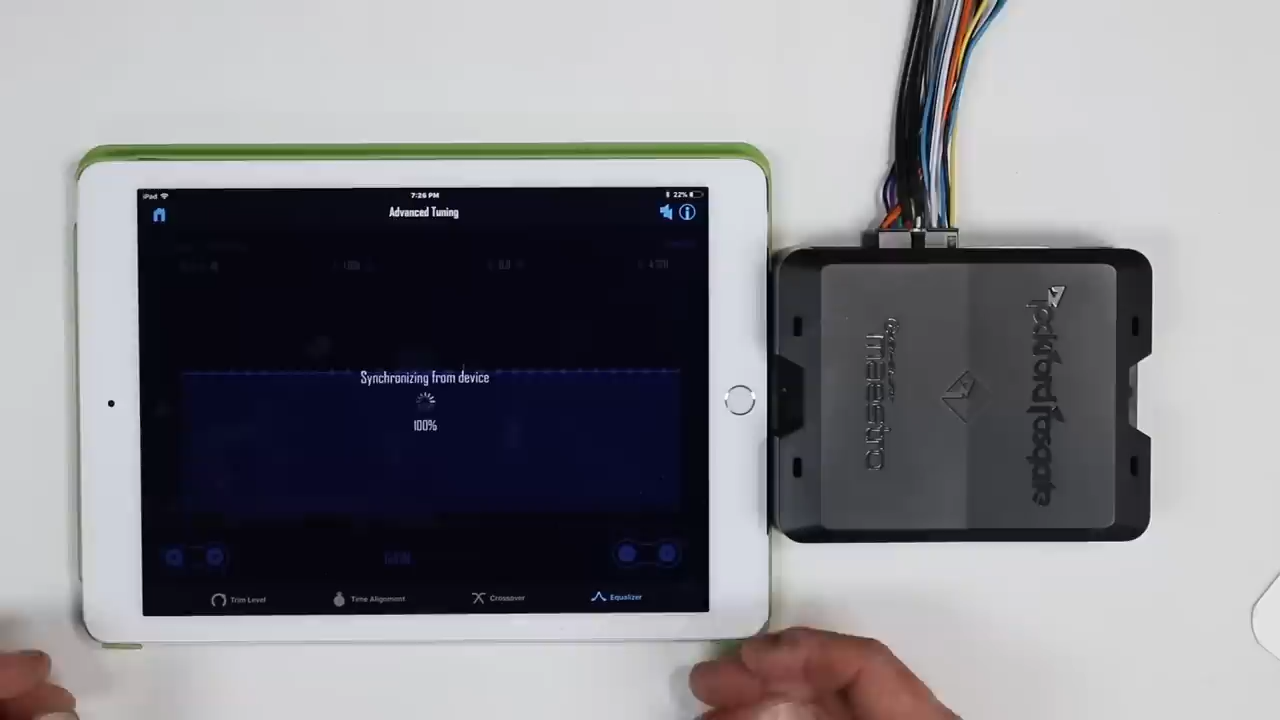 iPad
7:26 PM
22%
Advanced Tuning
Synchronizing from device
100%
Trim Level
Time Alignment
Crossover
Equalizer
maestro
Rockford Fosgate